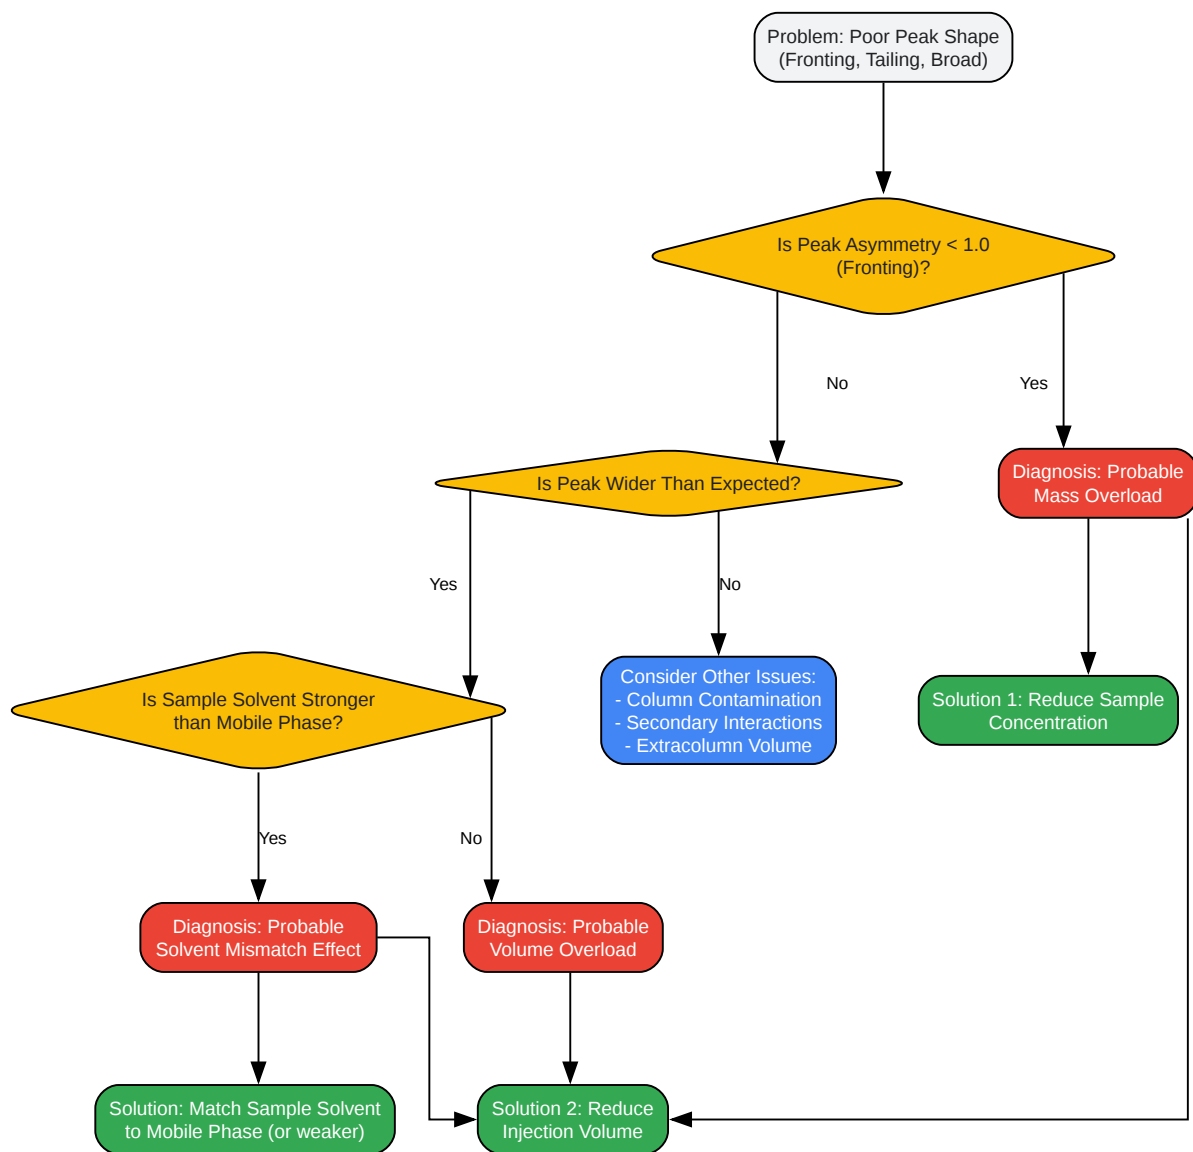 Problem: Poor Peak Shape
(Fronting, Tailing, Broad)
Is Peak Asymmetry < 1.0
(Fronting)?
No
Yes
Is Peak Wider Than Expected?
Diagnosis: Probable
Mass Overload
Yes
No
Is Sample Solvent Stronger
than Mobile Phase?
Consider Other Issues:
- Column Contamination
- Secondary Interactions
- Extracolumn Volume
Solution 1: Reduce Sample
Concentration
Yes
No
Diagnosis: Probable
Solvent Mismatch Effect
Diagnosis: Probable
Volume Overload
Solution: Match Sample Solvent
to Mobile Phase (or weaker)
Solution 2: Reduce
Injection Volume